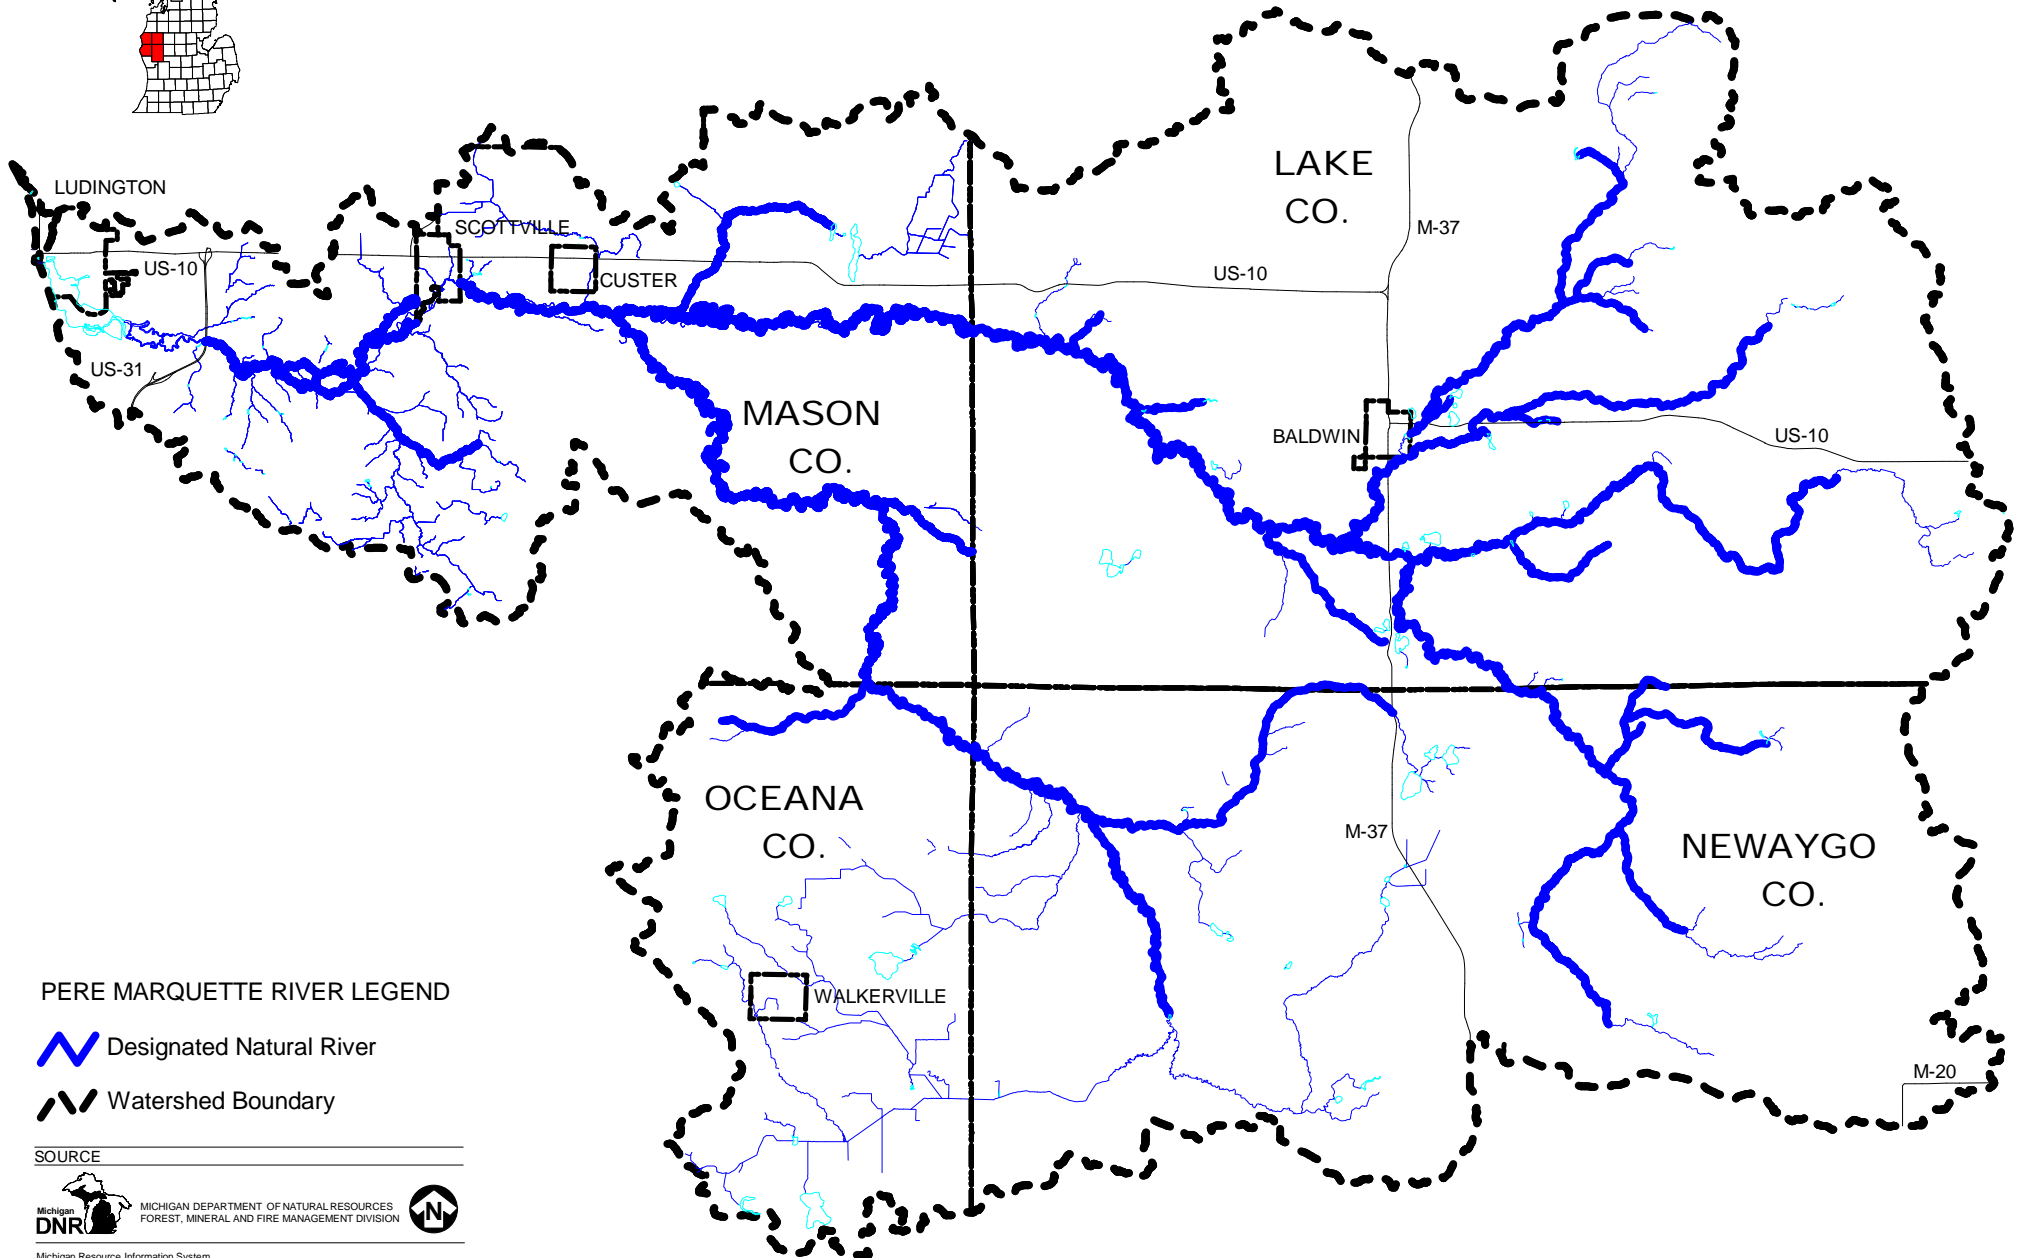 LUDINGTON
SCOTTVILLE
CUSTER
US-10
US-31
LAKE
CO.
M-37
US-10
MASON
CO.
BALDWIN
US-10
OCEANA
CO.
M-37
NEWAYGO
CO.
WALKERVILLE
M-20
PERE MARQUETTE RIVER LEGEND
Designated Natural River
Watershed Boundary
SOURCE
Michigan
DNR
MICHIGAN DEPARTMENT OF NATURAL RESOURCES
FOREST, MINERAL AND FIRE MANAGEMENT DIVISION
N
Michigan Resource Information System